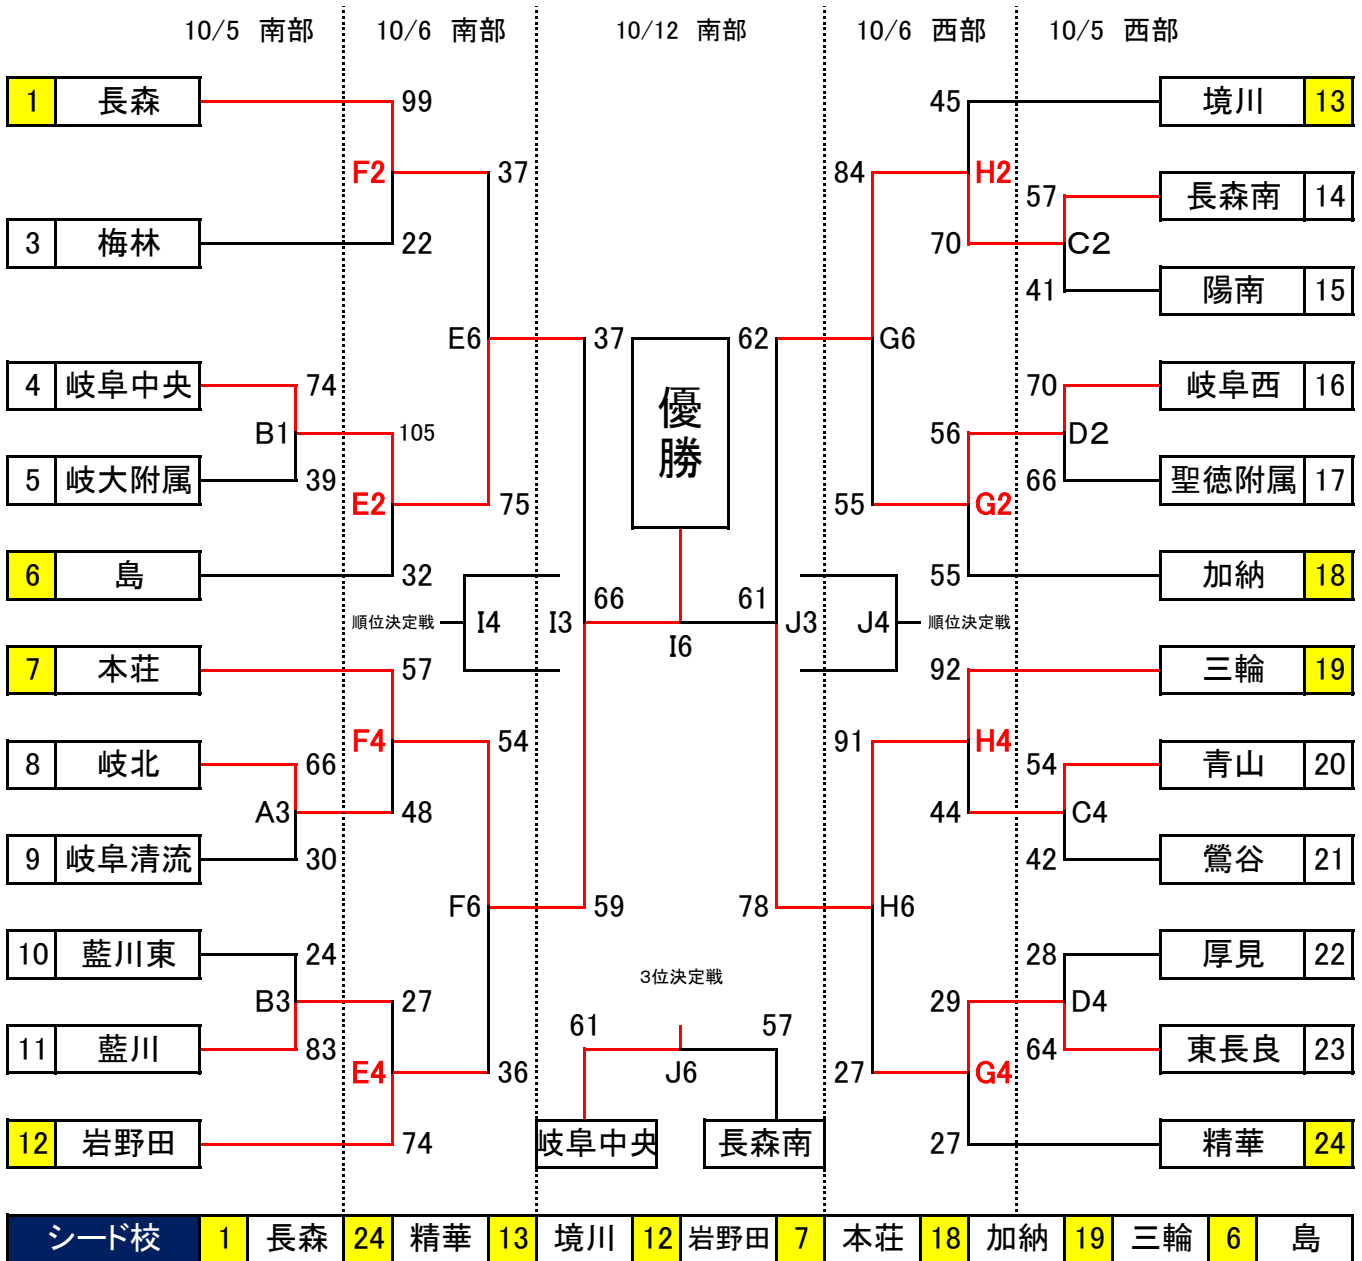 10/5 南部 10/6 南部 10/12 南部 10/6 西部 10/5 西部
1 長森 99 45 境川 13
F2 37 84 H2
57 長森南 14
3 梅林 22 70 C2
41 陽南 15
E6 37 62 G6
4 岐阜中央 74 優勝 70 岐阜西 16
B1 105 56 D2
5 岐大附属 39 66 聖徳附属 17
E2 75 55 G2
6 島 32 55 加納 18
66 61
順位決定戦 I4 I3 I6 J3 J4 順位決定戦
7 本荘 57 92 三輪 19
F4 54 91 H4
8 岐北 66 54 青山 20
A3 48 44 C4
9 岐阜清流 30 42 鶯谷 21
F6 59 78 H6
10 藍川東 24 28 厚見 22
3位決定戦
B3 27 29 D4
61 57
11 藍川 83 64 東長良 23
E4 36 J6 27 G4
12 岩野田 74 岐阜中央 長森南 27 精華 24
シード校 1 長森 24 精華 13 境川 12 岩野田 7 本荘 18 加納 19 三輪 6 島